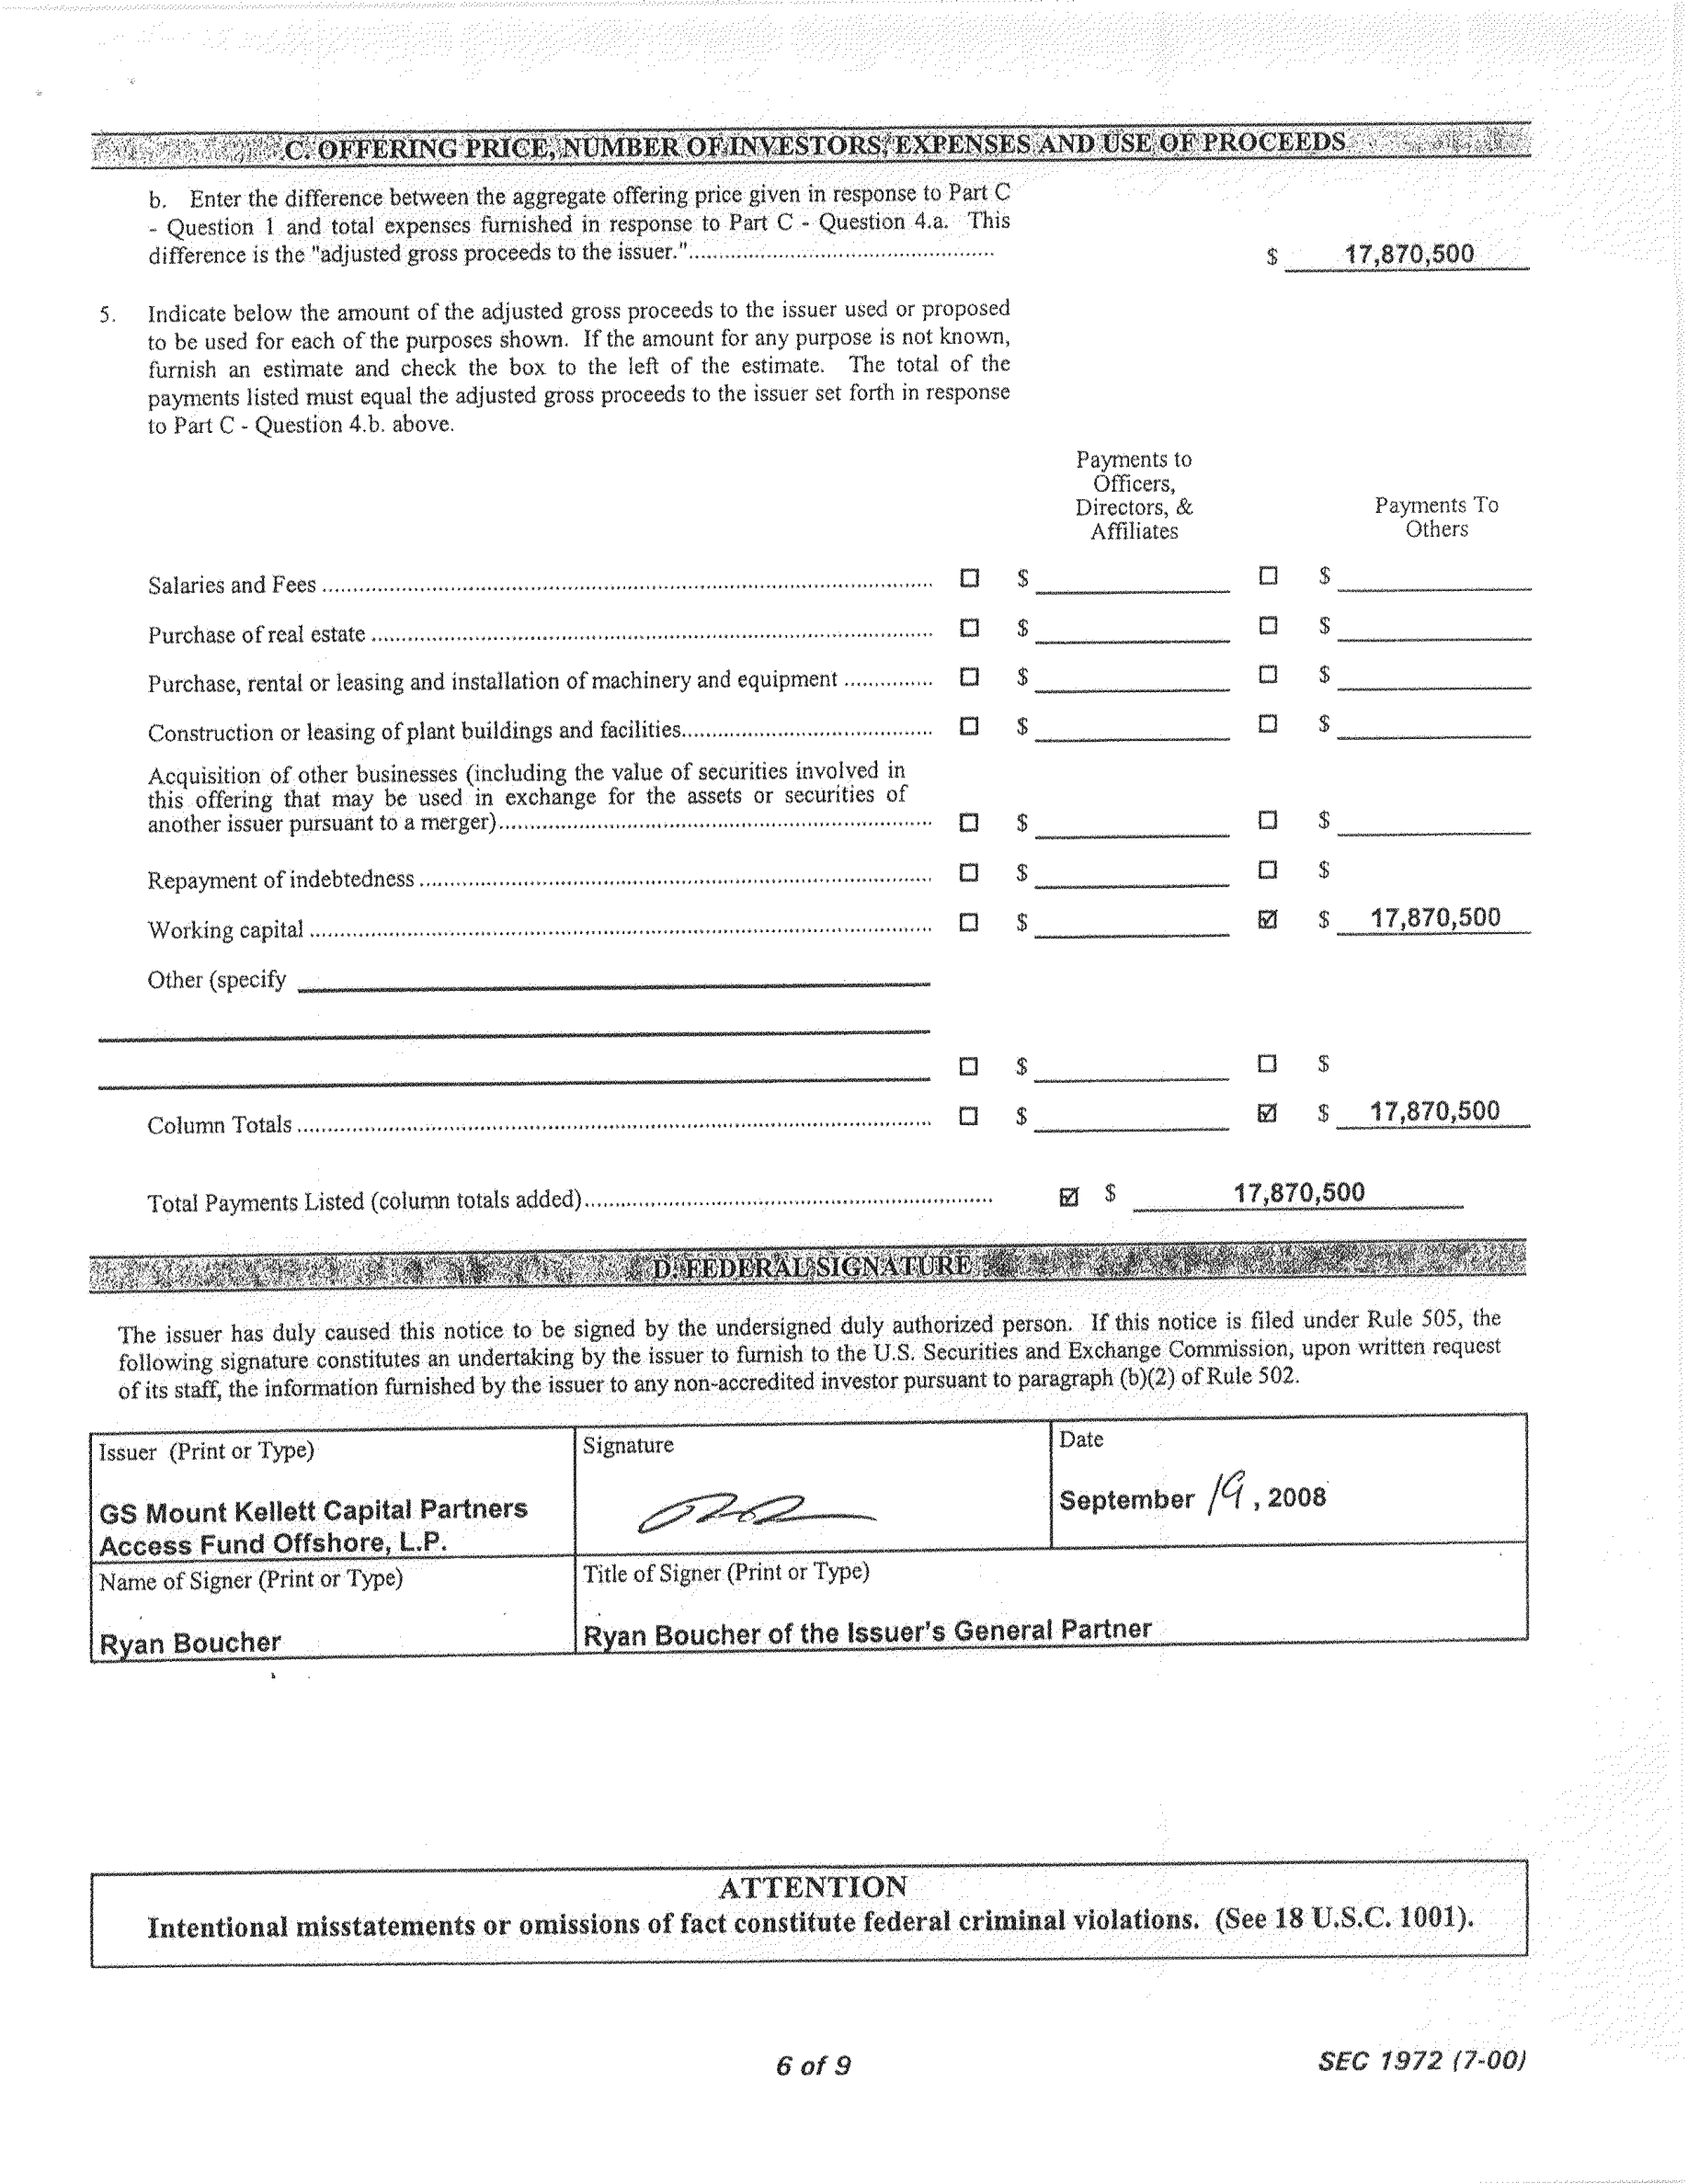 C. OFFERING PRICE, NUMBER OF INVESTORS, EXPENSES AND USE OF PROCEEDS
b. Enter the difference between the aggregate offering price given in response to Part C
- Question 1 and total expenses furnished in response to Part C - Question 4.a. This
difference is the "adjusted gross proceeds to the issuer."
$ 17,870,500
5. Indicate below the amount of the adjusted gross proceeds to the issuer used or proposed
to be used for each of the purposes shown. If the amount for any purpose is not known,
furnish an estimate and check the box to the left of the estimate. The total of the
payments listed must equal the adjusted gross proceeds to the issuer set forth in response
to Part C - Question 4.b. above.
Payments to
Officers,
Directors, &
Affiliates
Payments To
Others
Salaries and Fees ☐ $ ☐ $
Purchase of real estate ☐ $ ☐ $
Purchase, rental or leasing and installation of machinery and equipment ☐ $ ☐ $
Construction or leasing of plant buildings and facilities ☐ $ ☐ $
Acquisition of other businesses (including the value of securities involved in
this offering that may be used in exchange for the assets or securities of
another issuer pursuant to a merger) ☐ $ ☐ $
Repayment of indebtedness ☐ $ ☐ $
Working capital ☐ $ ☑ $ 17,870,500
Other (specify
☐ $ ☐ $
Column Totals ☐ $ ☑ $ 17,870,500
Total Payments Listed (column totals added) ☑ $ 17,870,500
D. FEDERAL SIGNATURE
The issuer has duly caused this notice to be signed by the undersigned duly authorized person. If this notice is filed under Rule 505, the
following signature constitutes an undertaking by the issuer to furnish to the U.S. Securities and Exchange Commission, upon written request
of its staff, the information furnished by the issuer to any non-accredited investor pursuant to paragraph (b)(2) of Rule 502.
Issuer (Print or Type)
GS Mount Kellett Capital Partners
Access Fund Offshore, L.P.
Signature
Date
September 19, 2008
Name of Signer (Print or Type)
Ryan Boucher
Title of Signer (Print or Type)
Ryan Boucher of the Issuer's General Partner
ATTENTION
Intentional misstatements or omissions of fact constitute federal criminal violations. (See 18 U.S.C. 1001).
6 of 9
SEC 1972 (7-00)